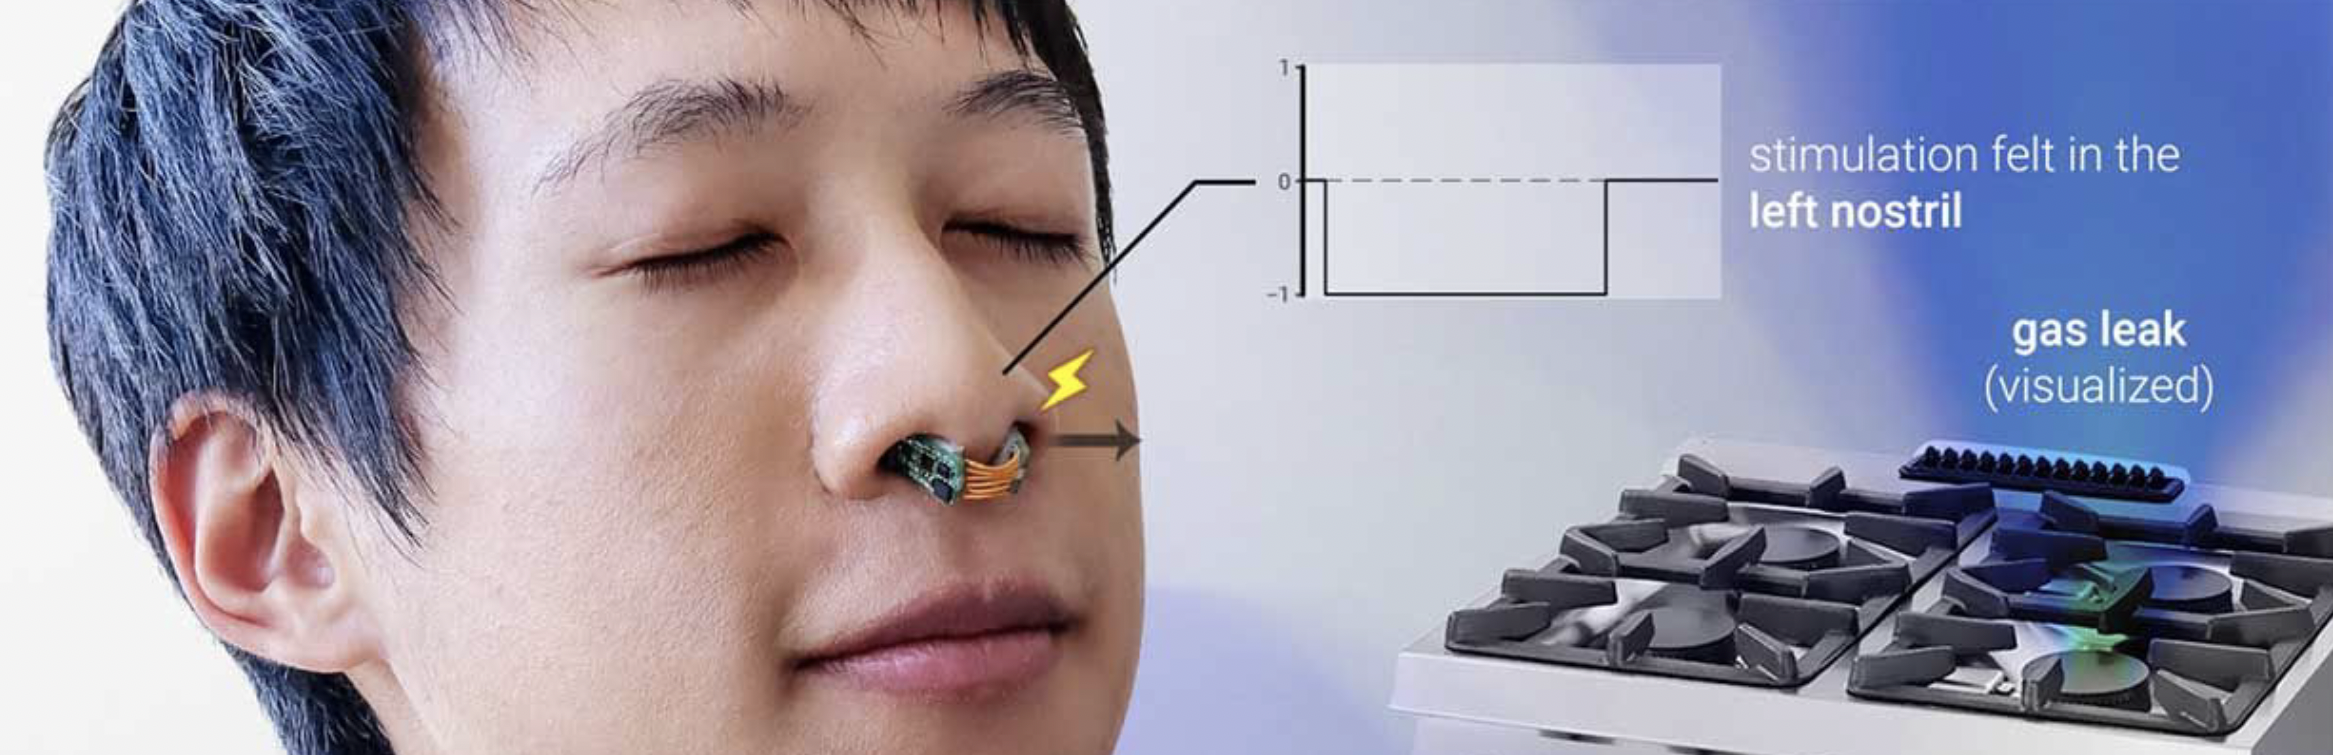 1
0
-1
stimulation felt in the
left nostril
gas leak
(visualized)